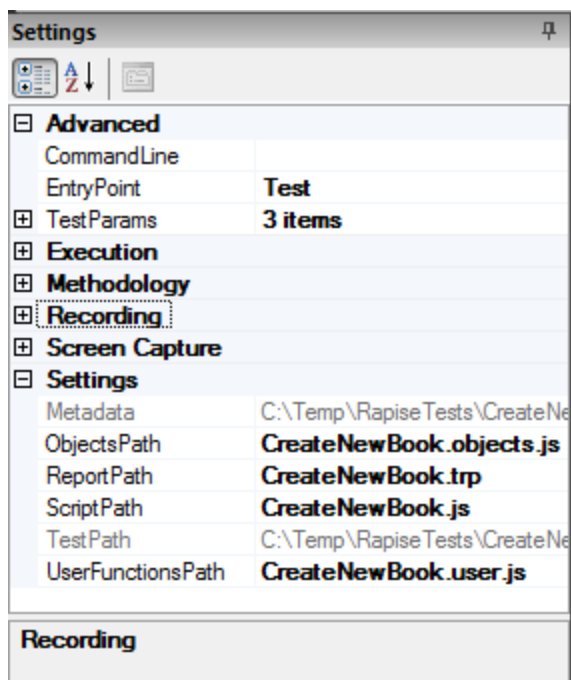 Settings
A
Z
Advanced
CommandLine
EntryPoint Test
TestParams 3 items
Execution
Methodology
Recording
Screen Capture
Settings
Metadata C:\Temp\RapiseTests\CreateNe
ObjectsPath CreateNewBook.objects.js
ReportPath CreateNewBook.trp
ScriptPath CreateNewBook.js
TestPath C:\Temp\RapiseTests\CreateNe
UserFunctionsPath CreateNewBook.user.js
Recording